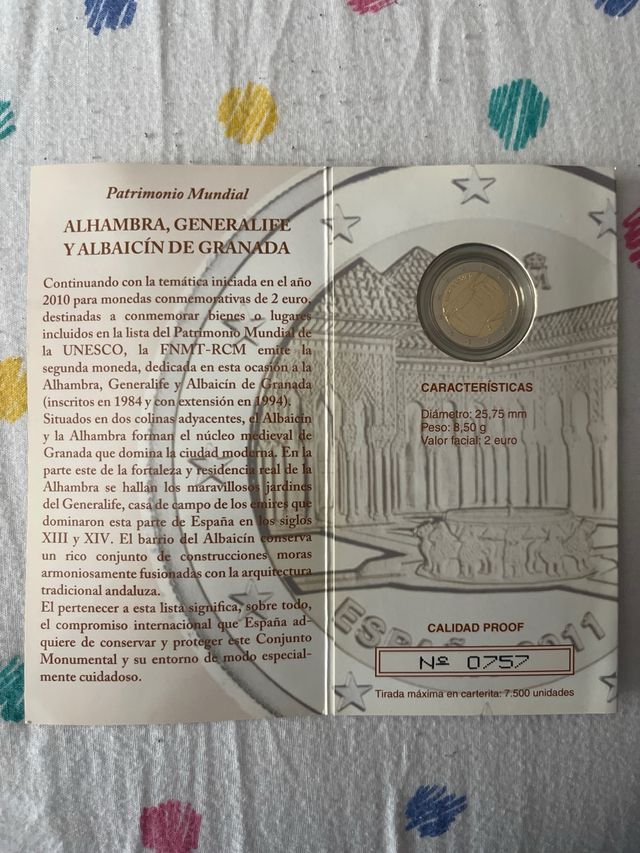 Patrimonio Mundial
ALHAMBRA, GENERALIFE
Y ALBAICÍN DE GRANADA
Continuando con la temática iniciada en el año
2010 para monedas conmemorativas de 2 euro,
destinadas a conmemorar bienes o lugares
incluidos en la lista del Patrimonio Mundial de
la UNESCO, la FNMT-RCM emite la
segunda moneda, dedicada en esta ocasión a la
Alhambra, Generalife y Albaicín de Granada
(inscritos en 1984 y con extensión en 1994).
Situados en dos colinas adyacentes, el Albaicín
y la Alhambra forman el núcleo medieval de
Granada que domina la ciudad moderna. En la
parte este de la fortaleza y residencia real de la
Alhambra se hallan los maravillosos jardines
del Generalife, casa de campo de los emires que
dominaron esta parte de España en los siglos
XIII y XIV. El barrio del Albaicín conserva
un rico conjunto de construcciones moras
armoniosamente fusionadas con la arquitectura
tradicional andaluza.
El pertenecer a esta lista significa, sobre todo,
el compromiso internacional que España ad-
quiere de conservar y proteger este Conjunto
Monumental y su entorno de modo especial-
mente cuidadoso.
CARACTERÍSTICAS
Diámetro: 25,75 mm
Peso: 8,50 g
Valor facial: 2 euro
ESPAÑA 2011
CALIDAD PROOF
Nº 0757
Tirada máxima en carterita: 7.500 unidades